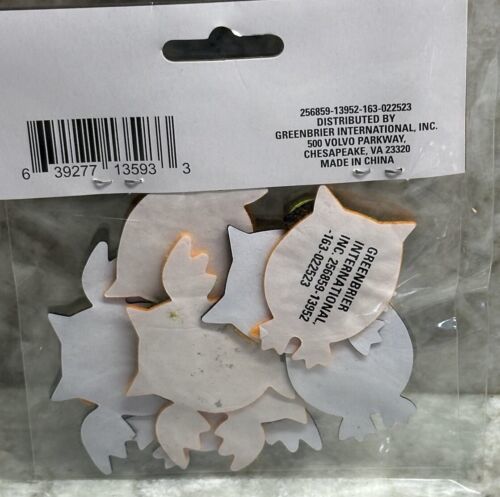 256859-13952-163-022523
DISTRIBUTED BY
GREENBRIER INTERNATIONAL, INC.
500 VOLVO PARKWAY,
CHESAPEAKE, VA 23320
MADE IN CHINA
6 39277 13593 3
GREENBRIER
INTERNATIONAL,
INC. 256859-13952
-163-022523